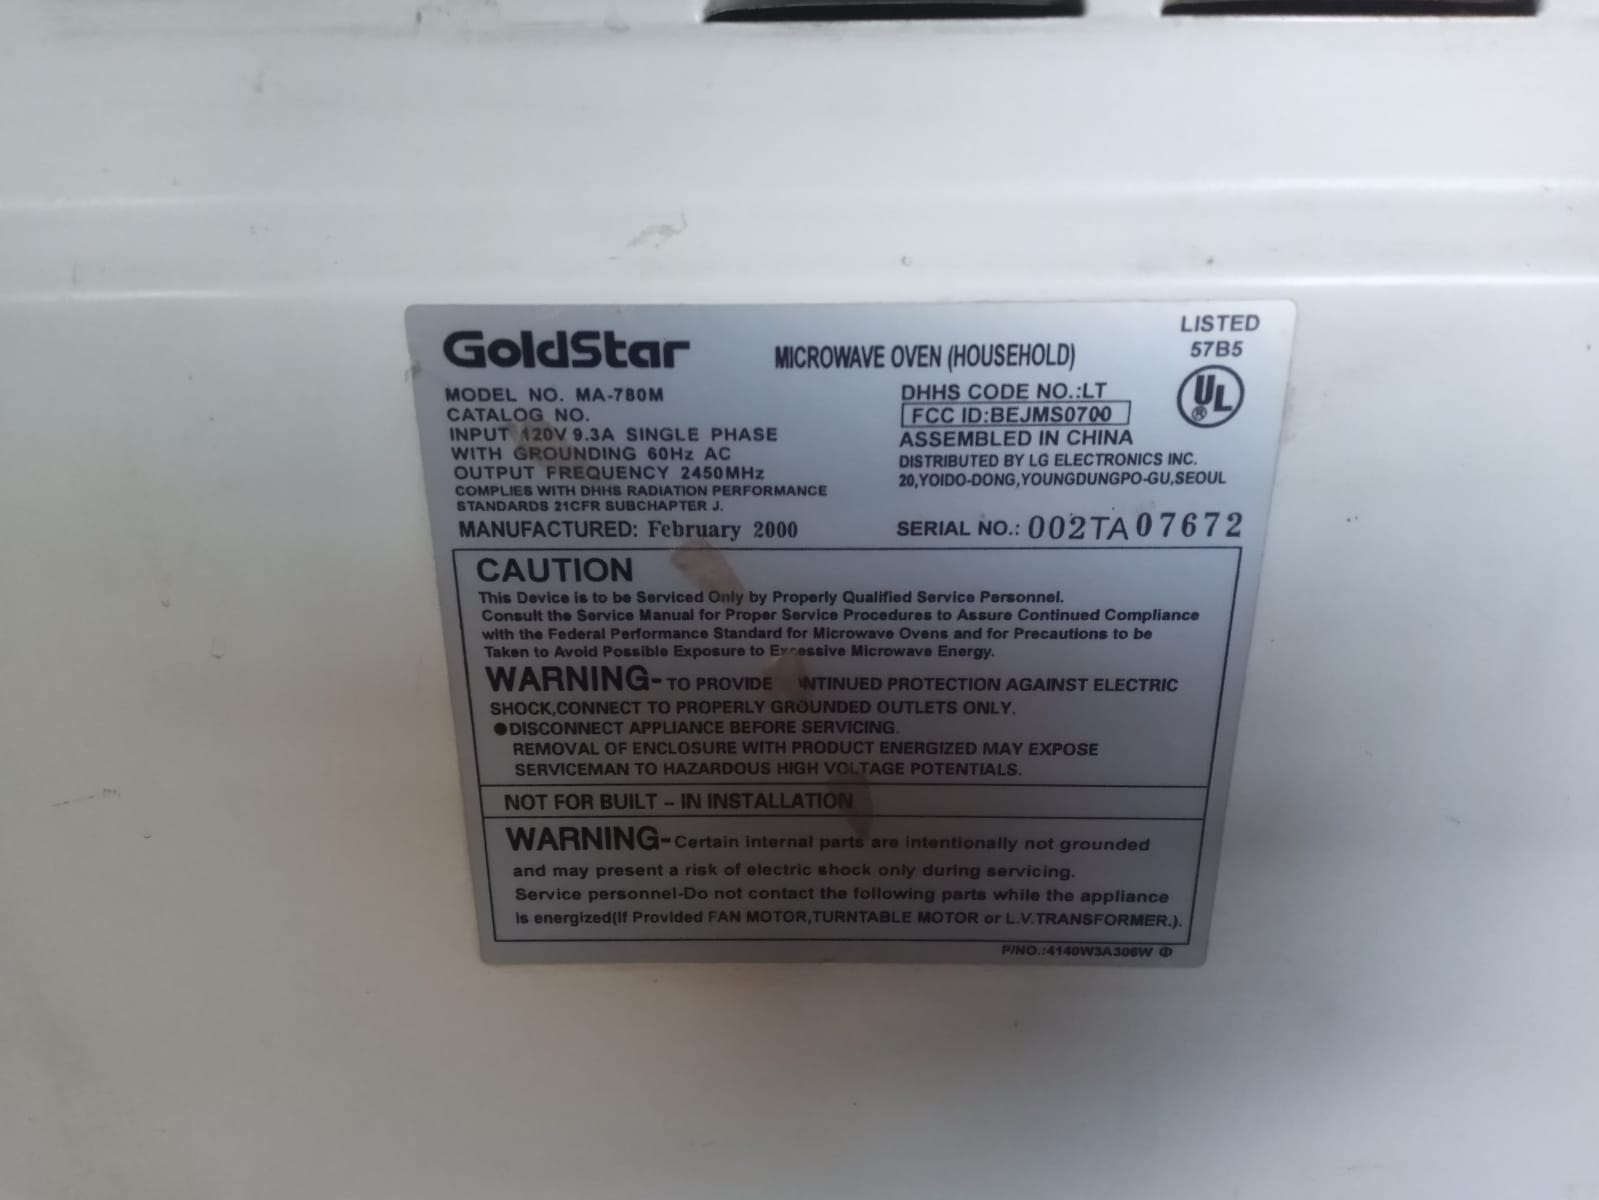 GoldStar
MICROWAVE OVEN (HOUSEHOLD)
LISTED
57B5
UL
®
MODEL NO. MA-780M
CATALOG NO.
INPUT 120V 9.3A SINGLE PHASE
WITH GROUNDING 60Hz AC
OUTPUT FREQUENCY 2450MHz
COMPLIES WITH DHHS RADIATION PERFORMANCE
STANDARDS 21CFR SUBCHAPTER J.
MANUFACTURED: February 2000
DHHS CODE NO.:LT
FCC ID:BEJMS0700
ASSEMBLED IN CHINA
DISTRIBUTED BY LG ELECTRONICS INC.
20,YOIDO-DONG,YOUNGDUNGPO-GU,SEOUL
SERIAL NO.: 002TA07672
CAUTION
This Device is to be Serviced Only by Properly Qualified Service Personnel.
Consult the Service Manual for Proper Service Procedures to Assure Continued Compliance
with the Federal Performance Standard for Microwave Ovens and for Precautions to be
Taken to Avoid Possible Exposure to Excessive Microwave Energy.
WARNING- TO PROVIDE CONTINUED PROTECTION AGAINST ELECTRIC
SHOCK,CONNECT TO PROPERLY GROUNDED OUTLETS ONLY.
●DISCONNECT APPLIANCE BEFORE SERVICING.
REMOVAL OF ENCLOSURE WITH PRODUCT ENERGIZED MAY EXPOSE
SERVICEMAN TO HAZARDOUS HIGH VOLTAGE POTENTIALS.
NOT FOR BUILT – IN INSTALLATION
WARNING- Certain internal parts are intentionally not grounded
and may present a risk of electric shock only during servicing.
Service personnel-Do not contact the following parts while the appliance
is energized(If Provided FAN MOTOR,TURNTABLE MOTOR or L.V.TRANSFORMER.).
P/NO.:4140W3A306W